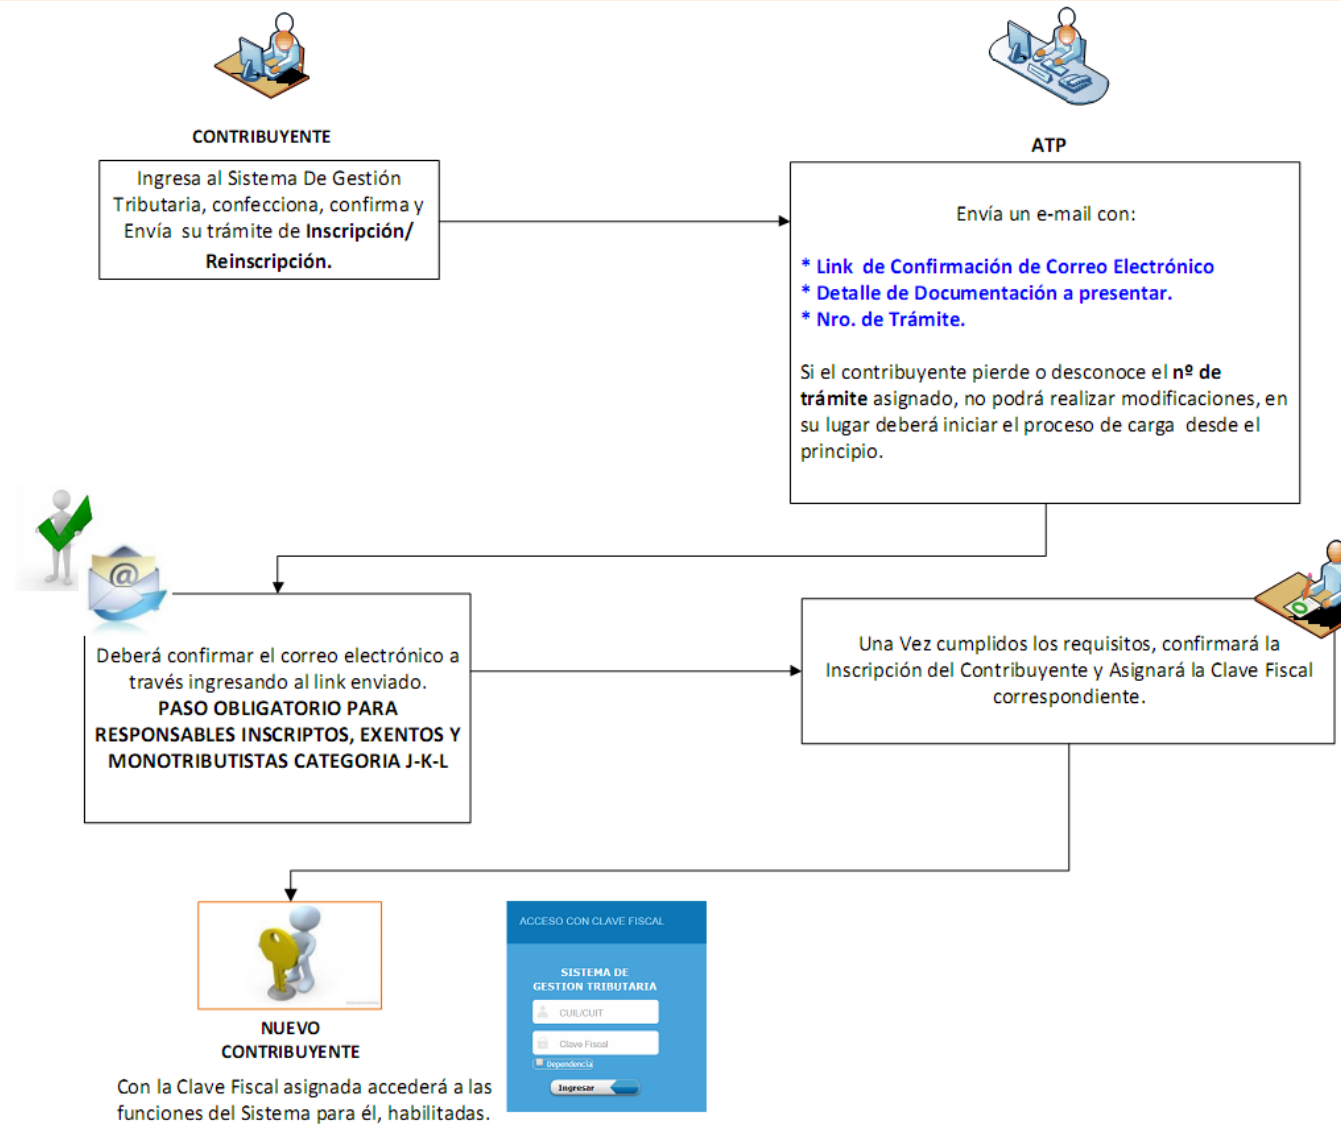 CONTRIBUYENTE
Ingresa al Sistema De Gestión
Tributaria, confecciona, confirma y
Envía su trámite de Inscripción/
Reinscripción.
ATP
Envía un e-mail con:
* Link de Confirmación de Correo Electrónico
* Detalle de Documentación a presentar.
* Nro. de Trámite.
Si el contribuyente pierde o desconoce el nº de
trámite asignado, no podrá realizar modificaciones, en
su lugar deberá iniciar el proceso de carga desde el
principio.
@
Deberá confirmar el correo electrónico a
través ingresando al link enviado.
PASO OBLIGATORIO PARA
RESPONSABLES INSCRIPTOS, EXENTOS Y
MONOTRIBUTISTAS CATEGORIA J-K-L
Una Vez cumplidos los requisitos, confirmará la
Inscripción del Contribuyente y Asignará la Clave Fiscal
correspondiente.
NUEVO
CONTRIBUYENTE
Con la Clave Fiscal asignada accederá a las
funciones del Sistema para él, habilitadas.
ACCESO CON CLAVE FISCAL
SISTEMA DE
GESTION TRIBUTARIA
CUIL/CUIT
Clave Fiscal
Dependencia
Ingresar